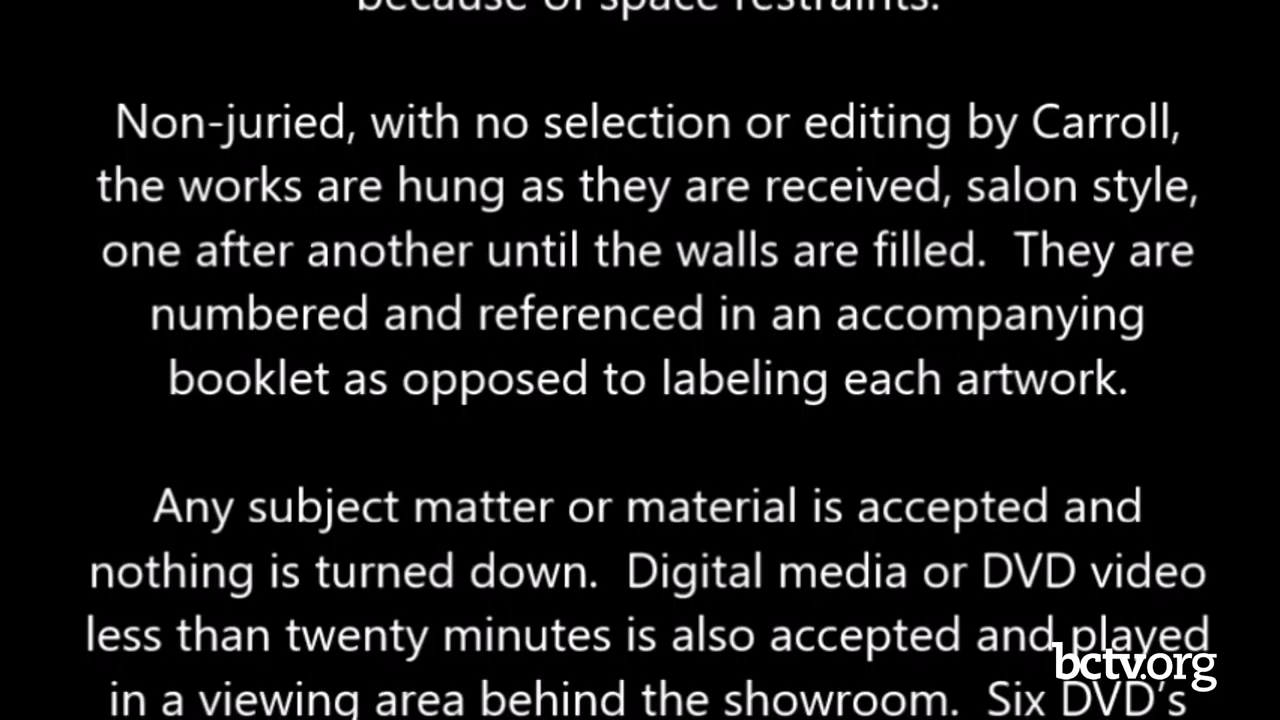 because of space restraints.
Non-juried, with no selection or editing by Carroll,
the works are hung as they are received, salon style,
one after another until the walls are filled.  They are
numbered and referenced in an accompanying
booklet as opposed to labeling each artwork.
Any subject matter or material is accepted and
nothing is turned down.  Digital media or DVD video
less than twenty minutes is also accepted and played
in a viewing area behind the showroom.  Six DVD's
bctv.org